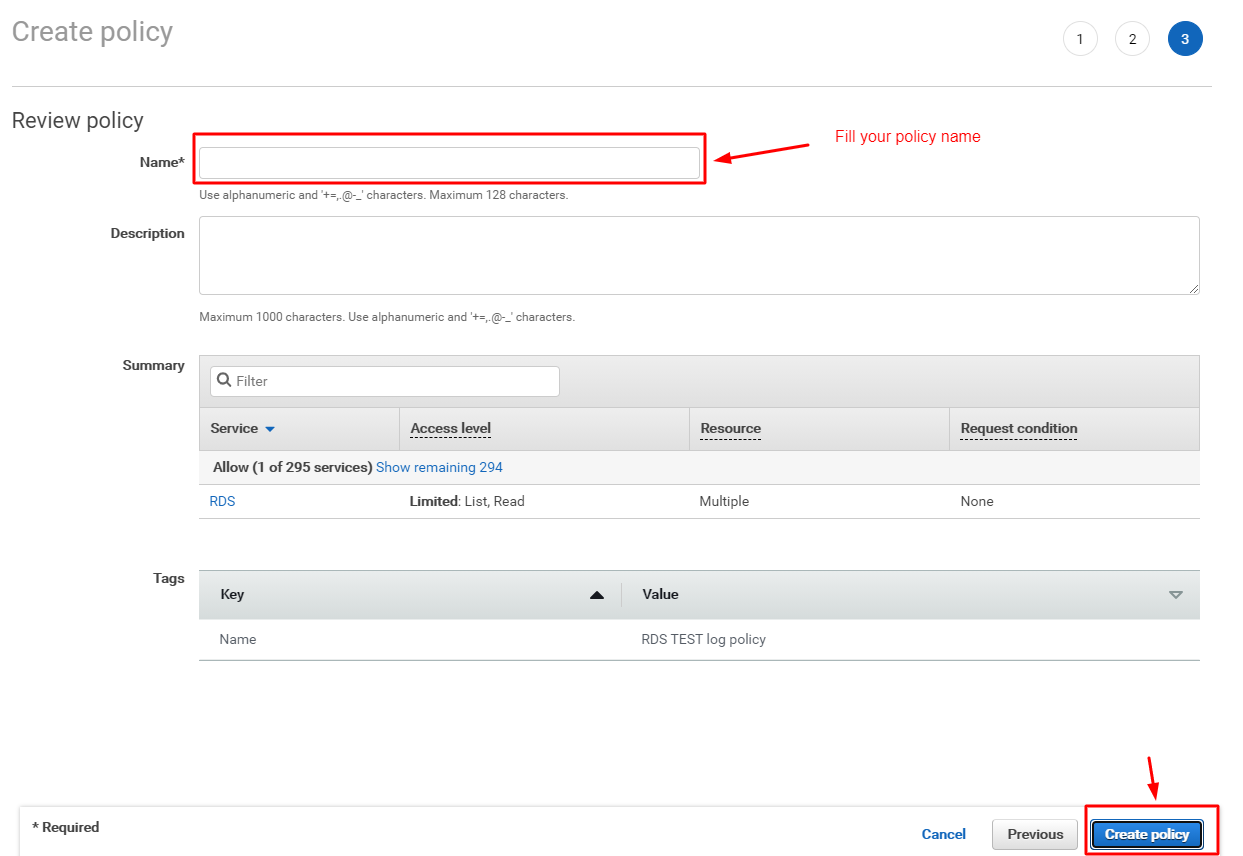 Create policy
1 2 3
Review policy
Fill your policy name
Name*
Use alphanumeric and '+=,.@-_' characters. Maximum 128 characters.
Description
Maximum 1000 characters. Use alphanumeric and '+=,.@-_' characters.
Summary
Filter
Service Access level Resource Request condition
Allow (1 of 295 services) Show remaining 294
RDS Limited: List, Read Multiple None
Tags
Key Value
Name RDS TEST log policy
* Required
Cancel Previous Create policy